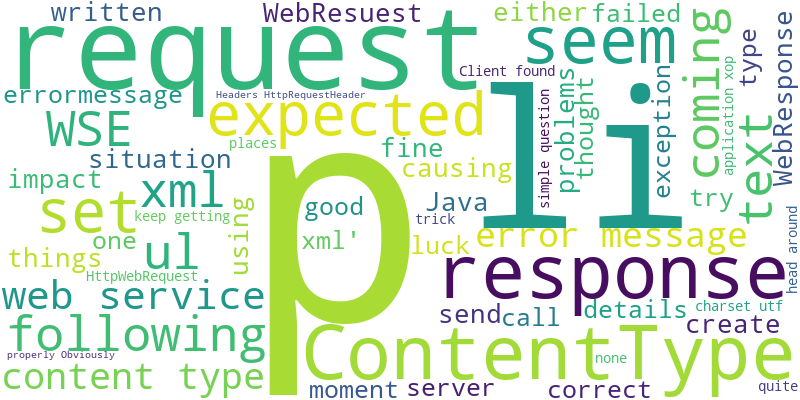 written
WebResuest
either
failed
request
seem
coming
type
WebResponse
errormessage
Headers HttpRequestHeader
Client found
WSE
expected
places
fine
problems
thought
simple question
exception
application xop
situation
causing
li
text
impact
xml
good
Java
try
set
keep getting
trick
one
ul
using
xml'
luck
error message
things
HttpWebRequest
response
head around
web service
p
send
call
details
charset utf
following
create
properly Obviously
ContentType
none
content type
moment
server
correct
quite